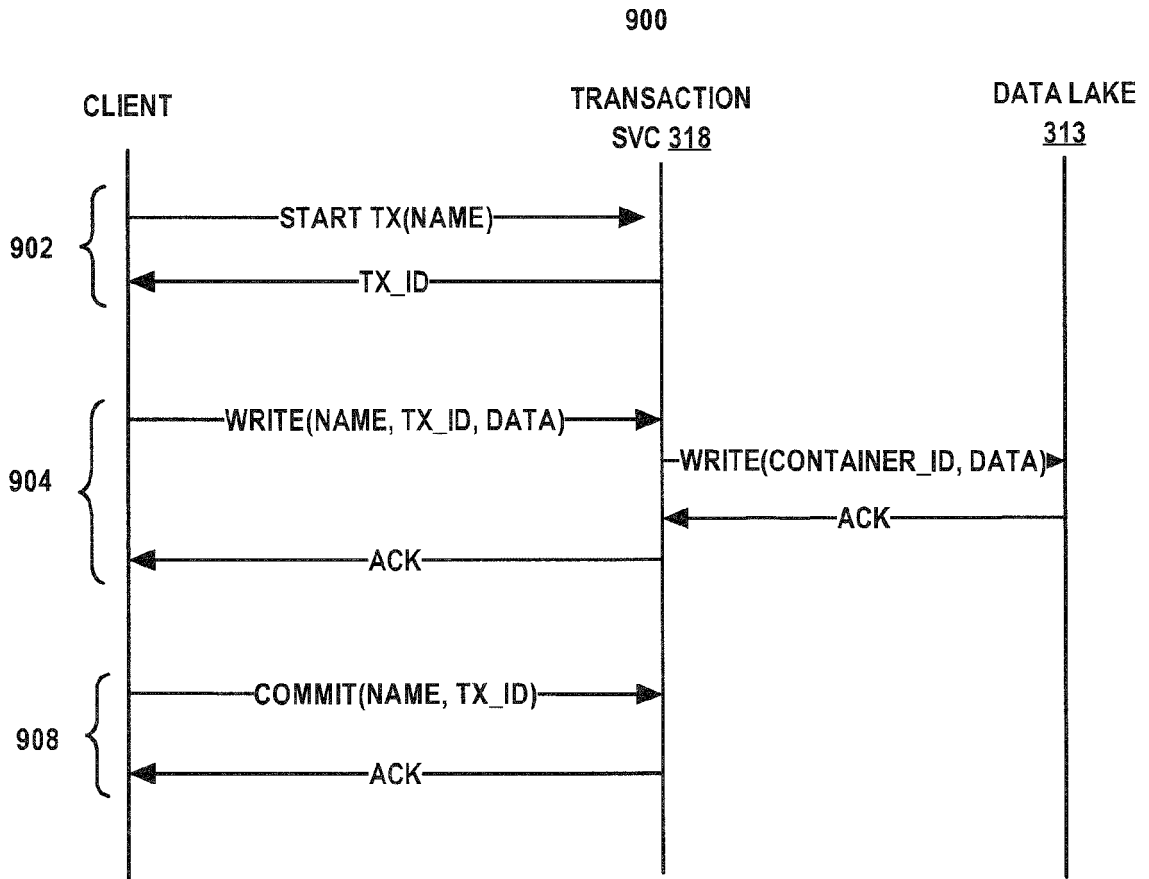 900
CLIENT
TRANSACTION
SVC 318
DATA LAKE
313
902
START TX(NAME)
TX_ID
904
WRITE(NAME, TX_ID, DATA)
WRITE(CONTAINER_ID, DATA)
ACK
ACK
908
COMMIT(NAME, TX_ID)
ACK